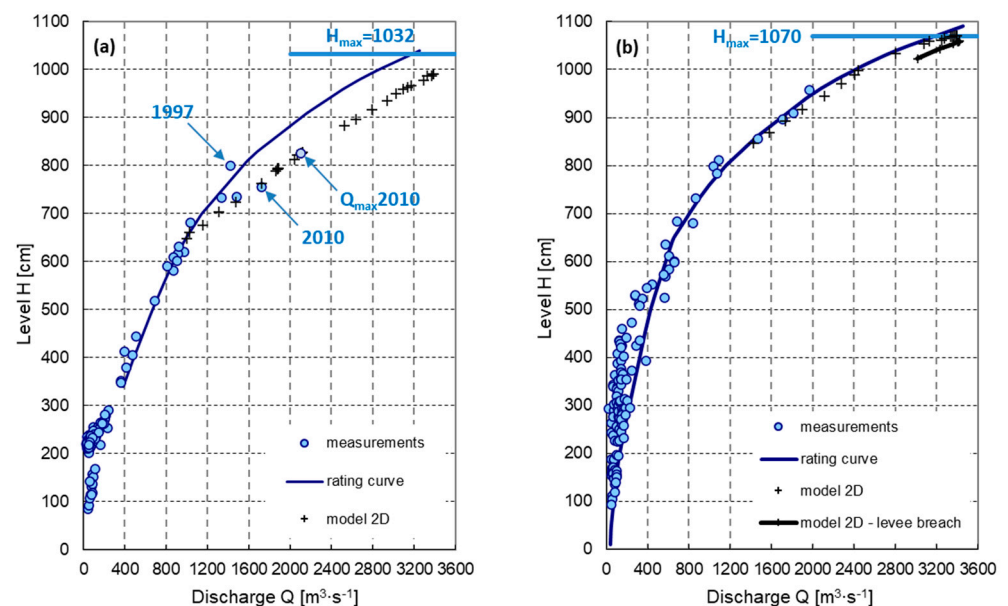 (a)
Hmax=1032
1997
Qmax2010
2010
Level H [cm]
1100
1000
900
800
700
600
500
400
300
200
100
0
measurements
rating curve
model 2D
0 400 800 1200 1600 2000 2400 2800 3200 3600
Discharge Q [m³·s⁻¹)
(b)
Hmax=1070
Level H [cm]
1100
1000
900
800
700
600
500
400
300
200
100
0
measurements
rating curve
model 2D
model 2D - levee breach
0 400 800 1200 1600 2000 2400 2800 3200 3600
Discharge Q [m³·s⁻¹]